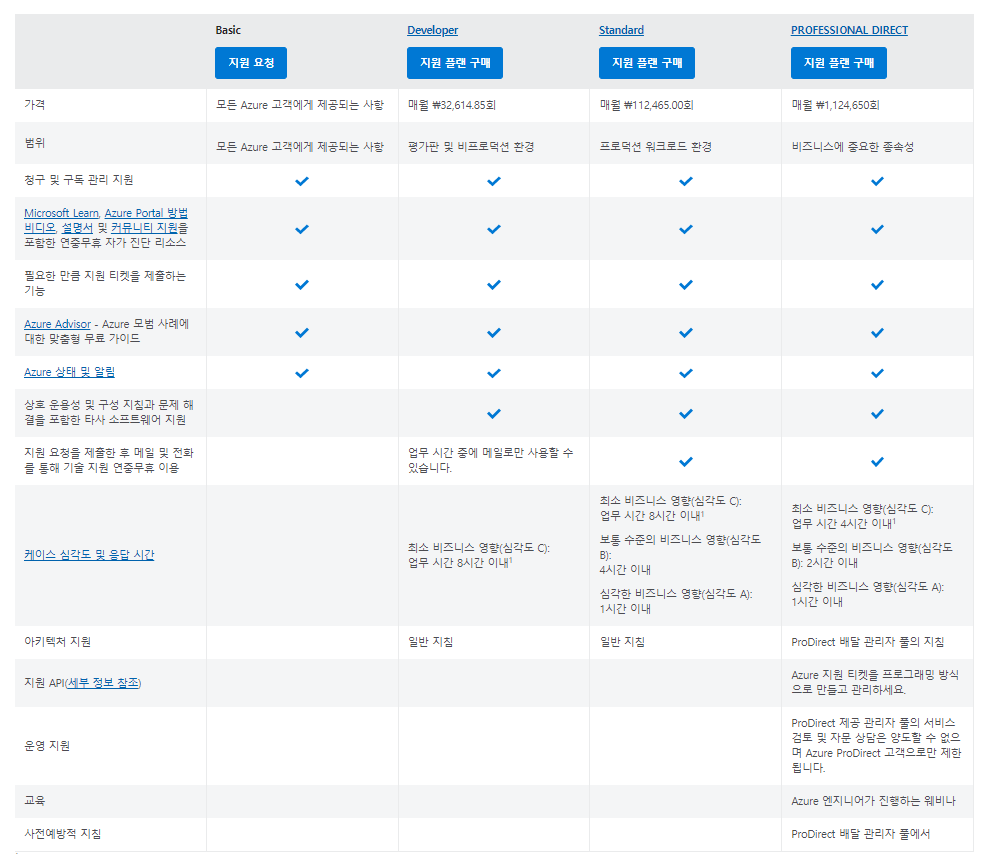 Basic
Developer
Standard
PROFESSIONAL DIRECT
지원 요청
지원 플랜 구매
지원 플랜 구매
지원 플랜 구매
가격
모든 Azure 고객에게 제공되는 사항
매월 ₩32,614.85회
매월 ₩112,465.00회
매월 ₩1,124,650회
범위
모든 Azure 고객에게 제공되는 사항
평가판 및 비프로덕션 환경
프로덕션 워크로드 환경
비즈니스에 중요한 종속성
청구 및 구독 관리 지원
Microsoft Learn, Azure Portal 방법
비디오, 설명서 및 커뮤니티 지원을
포함한 연중무휴 자가 진단 리소스
필요한 만큼 지원 티켓을 제출하는
기능
Azure Advisor - Azure 모범 사례에
대한 맞춤형 무료 가이드
Azure 상태 및 알림
상호 운용성 및 구성 지침과 문제 해
결을 포함한 타사 소프트웨어 지원
지원 요청을 제출한 후 메일 및 전화
를 통해 기술 지원 연중무휴 이용
업무 시간 중에 메일로만 사용할 수
있습니다.
케이스 심각도 및 응답 시간
최소 비즈니스 영향(심각도 C):
업무 시간 8시간 이내¹
최소 비즈니스 영향(심각도 C):
업무 시간 8시간 이내¹
보통 수준의 비즈니스 영향(심각도
B):
4시간 이내
심각한 비즈니스 영향(심각도 A):
1시간 이내
최소 비즈니스 영향(심각도 C):
업무 시간 4시간 이내¹
보통 수준의 비즈니스 영향(심각도
B): 2시간 이내
심각한 비즈니스 영향(심각도 A):
1시간 이내
아키텍처 지원
일반 지침
일반 지침
ProDirect 배달 관리자 풀의 지침
지원 API(세부 정보 참조)
Azure 지원 티켓을 프로그래밍 방식
으로 만들고 관리하세요.
운영 지원
ProDirect 제공 관리자 풀의 서비스
검토 및 자문 상담은 양도할 수 없으
며 Azure ProDirect 고객으로만 제한
됩니다.
교육
Azure 엔지니어가 진행하는 웨비나
사전예방적 지침
ProDirect 배달 관리자 풀에서